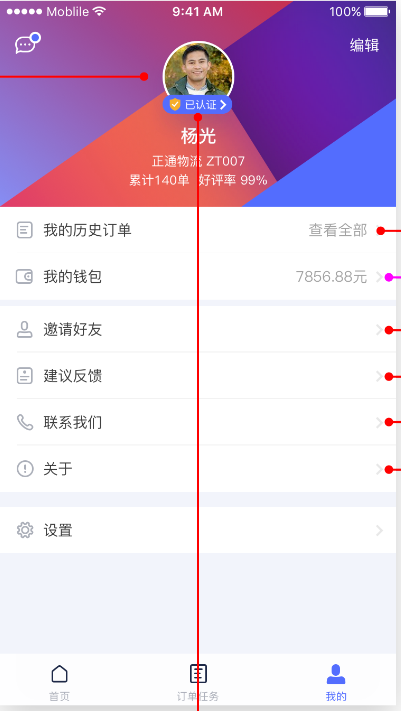 Moblile 9:41 AM 100%
编辑
已认证
杨光
正通物流 ZT007
累计140单 好评率 99%
我的历史订单 查看全部
我的钱包 7856.88元
邀请好友
建议反馈
联系我们
关于
设置
首页 订单任务 我的